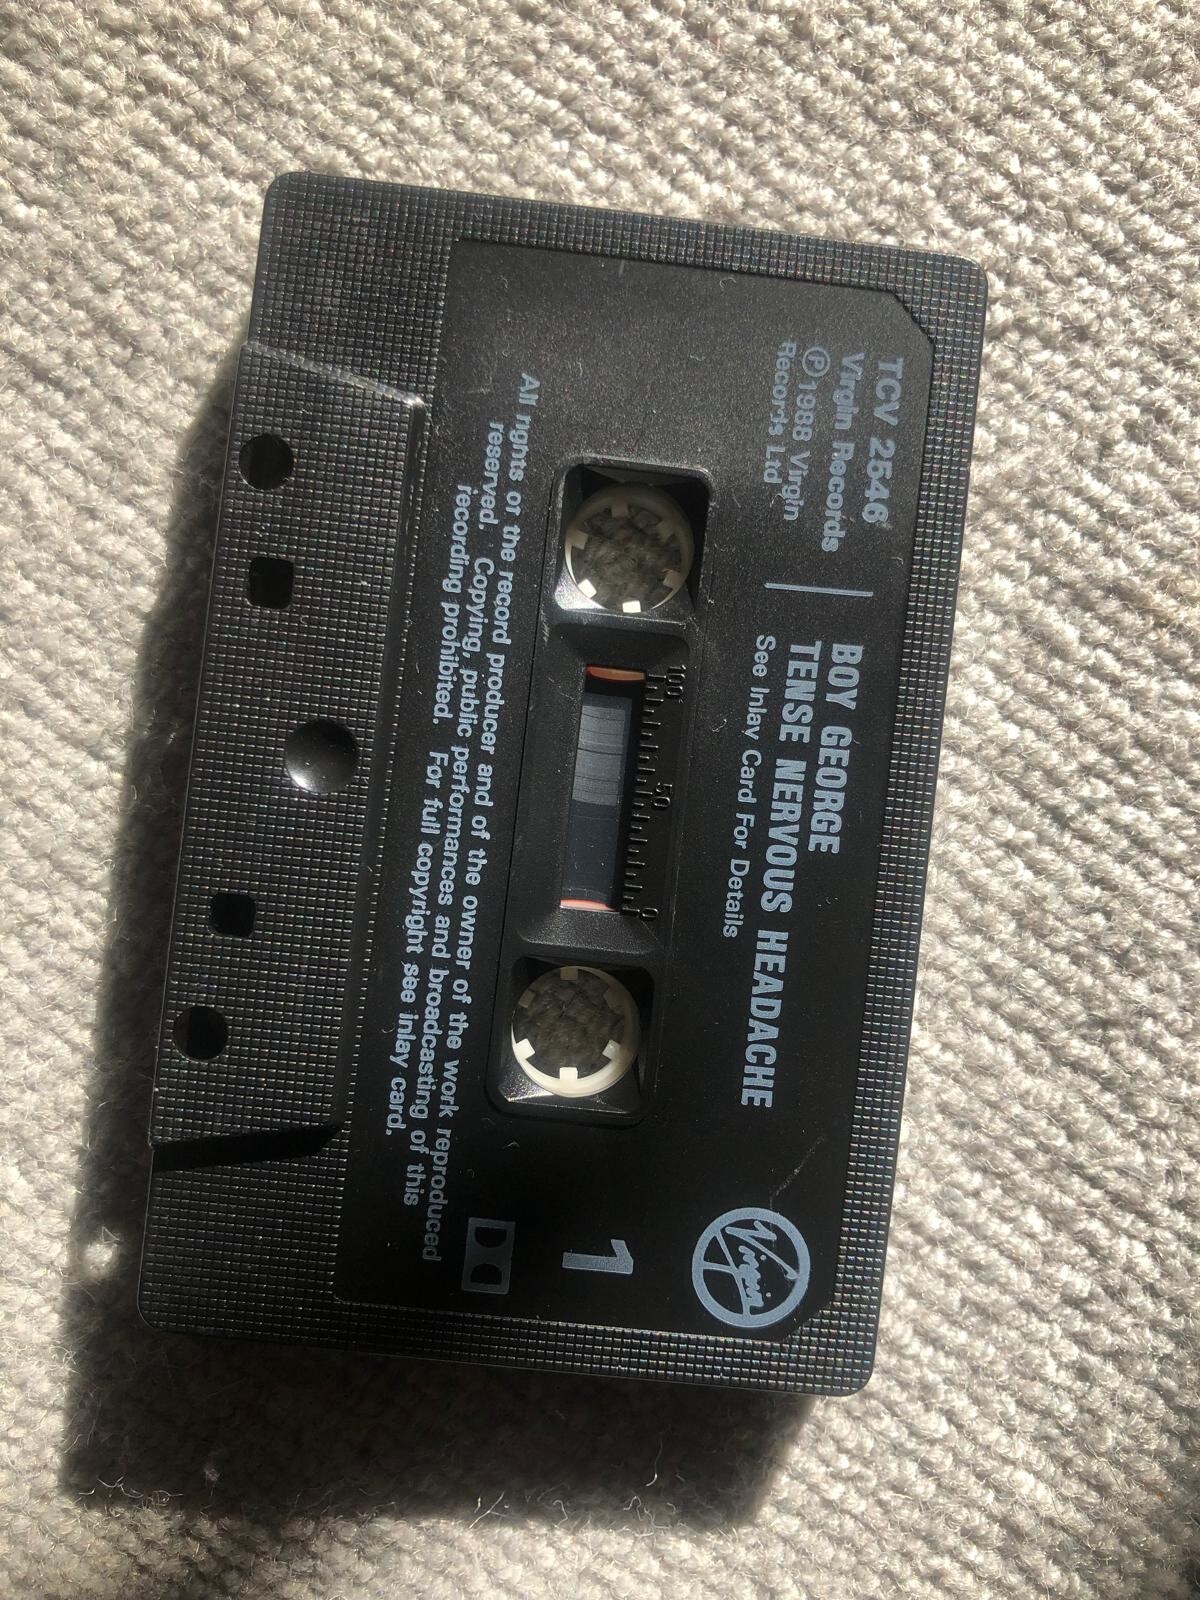 TCV 2546
Virgin Records
℗ 1988 Virgin
Records Ltd
BOY GEORGE
TENSE NERVOUS HEADACHE
See Inlay Card For Details
Virgin
1
100
50
0
All rights of the record producer and of the owner of the work reproduced
reserved. Copying, public performances and broadcasting of this
recording prohibited. For full copyright see inlay card.